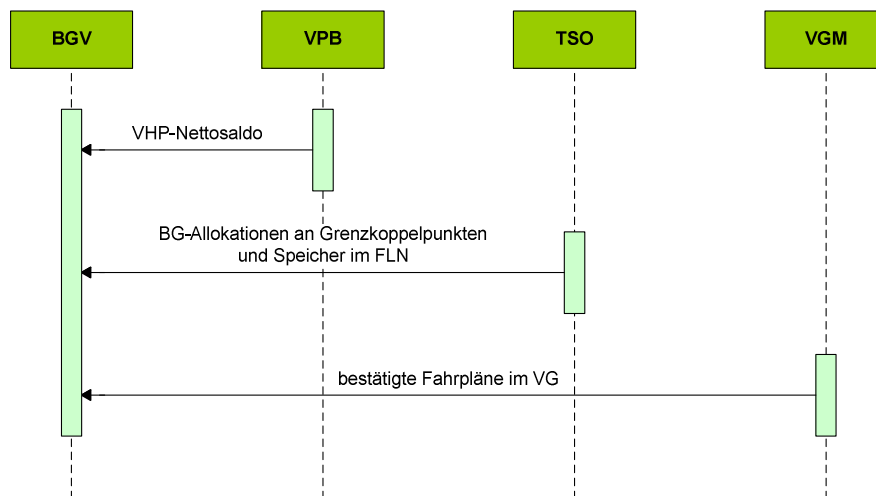 BGV
VPB
TSO
VGM
VHP-Nettosaldo
BG-Allokationen an Grenzkoppelpunkten
und Speicher im FLN
bestätigte Fahrpläne im VG